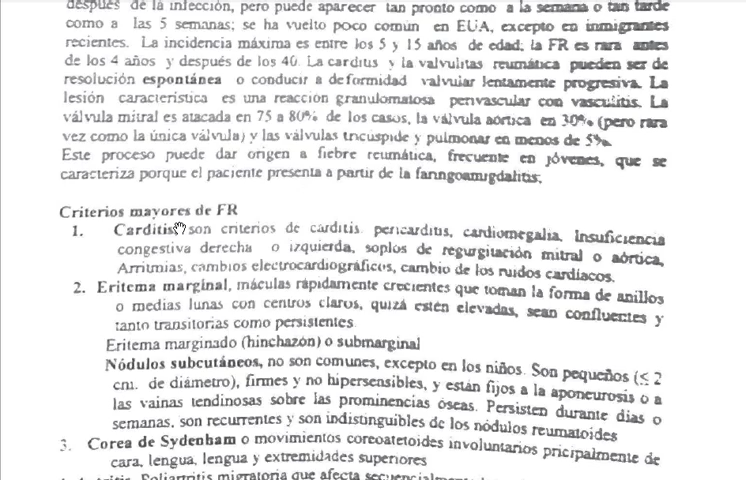 después de la infección, pero puede aparecer tan pronto como a la semana o tan tarde
como a las 5 semanas; se ha vuelto poco común en EUA, excepto en inmigrantes
recientes. La incidencia máxima es entre los 5 y 15 años de edad; la FR es rara antes
de los 4 años y después de los 40. La carditis y la valvulitas reumática pueden ser de
resolución espontánea o conducir a deformidad valvular lentamente progresiva. La
lesión característica es una reacción granulomatosa perivascular con vasculitis. La
válvula mitral es atacada en 75 a 80% de los casos, la válvula aórtica en 30% (pero rara
vez como la única válvula) y las válvulas tricúspide y pulmonar en menos de 5%.
Este proceso puede dar origen a fiebre reumática, frecuente en jóvenes, que se
caracteriza porque el paciente presenta a partir de la faringoamigdalitis;
Criterios mayores de FR
1. Carditis, son criterios de carditis. pericarditis, cardiomegalia, Insuficiencia
congestiva derecha o izquierda, soplos de regurgitación mitral o aórtica,
Arritmias, cambios electrocardiográficos, cambio de los ruidos cardíacos.
2. Eritema marginal, máculas rápidamente crecientes que toman la forma de anillos
o medias lunas con centros claros, quizá estén elevadas, sean confluentes y
tanto transitorias como persistentes
Eritema marginado (hinchazón) o submarginal
Nódulos subcutáneos, no son comunes, excepto en los niños. Son pequeños (≤ 2
cm. de diámetro), firmes y no hipersensibles, y están fijos a la aponeurosis o a
las vainas tendinosas sobre las prominencias óseas. Persisten durante días o
semanas, son recurrentes y son indistinguibles de los nódulos reumatoides
3. Corea de Sydenham o movimientos coreoatetoides involuntarios pricipalmente de
cara, lengua, lengua y extremidades superiores
Poliartritis migratoria que afecta